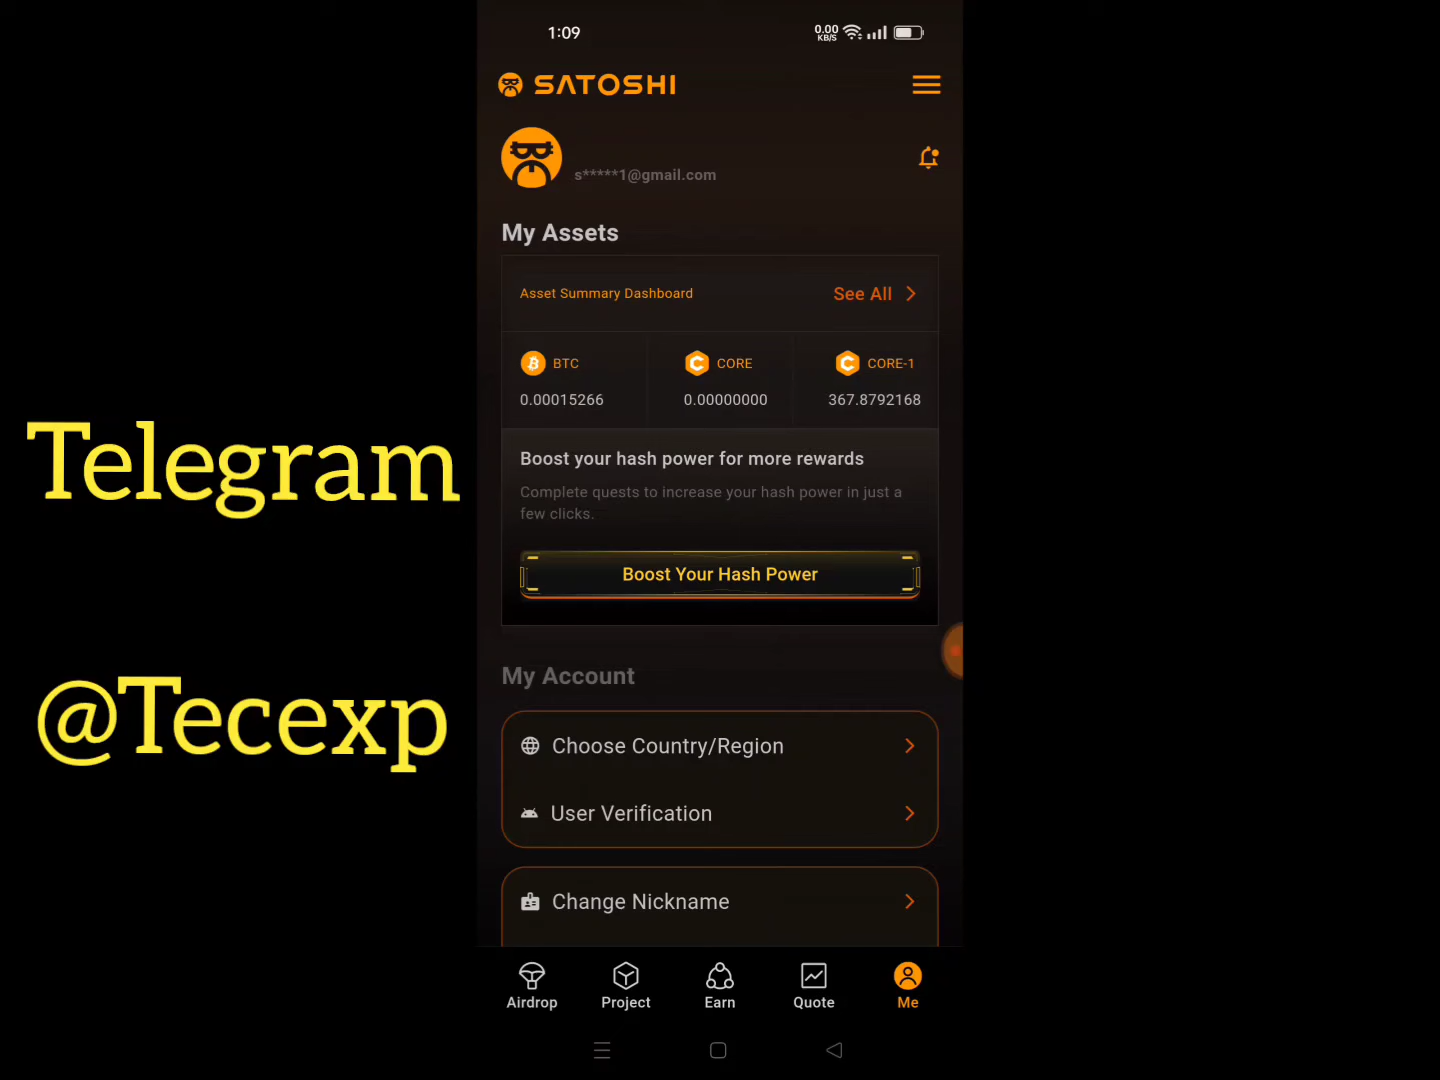 1:09
0.00
KB/S
SATOSHI
s*****1@gmail.com
My Assets
Asset Summary Dashboard
See All
BTC
CORE
CORE-1
0.00015266
0.00000000
367.8792168
Boost your hash power for more rewards
Complete quests to increase your hash power in just a
few clicks.
Boost Your Hash Power
My Account
Choose Country/Region
User Verification
Change Nickname
Airdrop
Project
Earn
Quote
Me
Telegram
@Tecexp